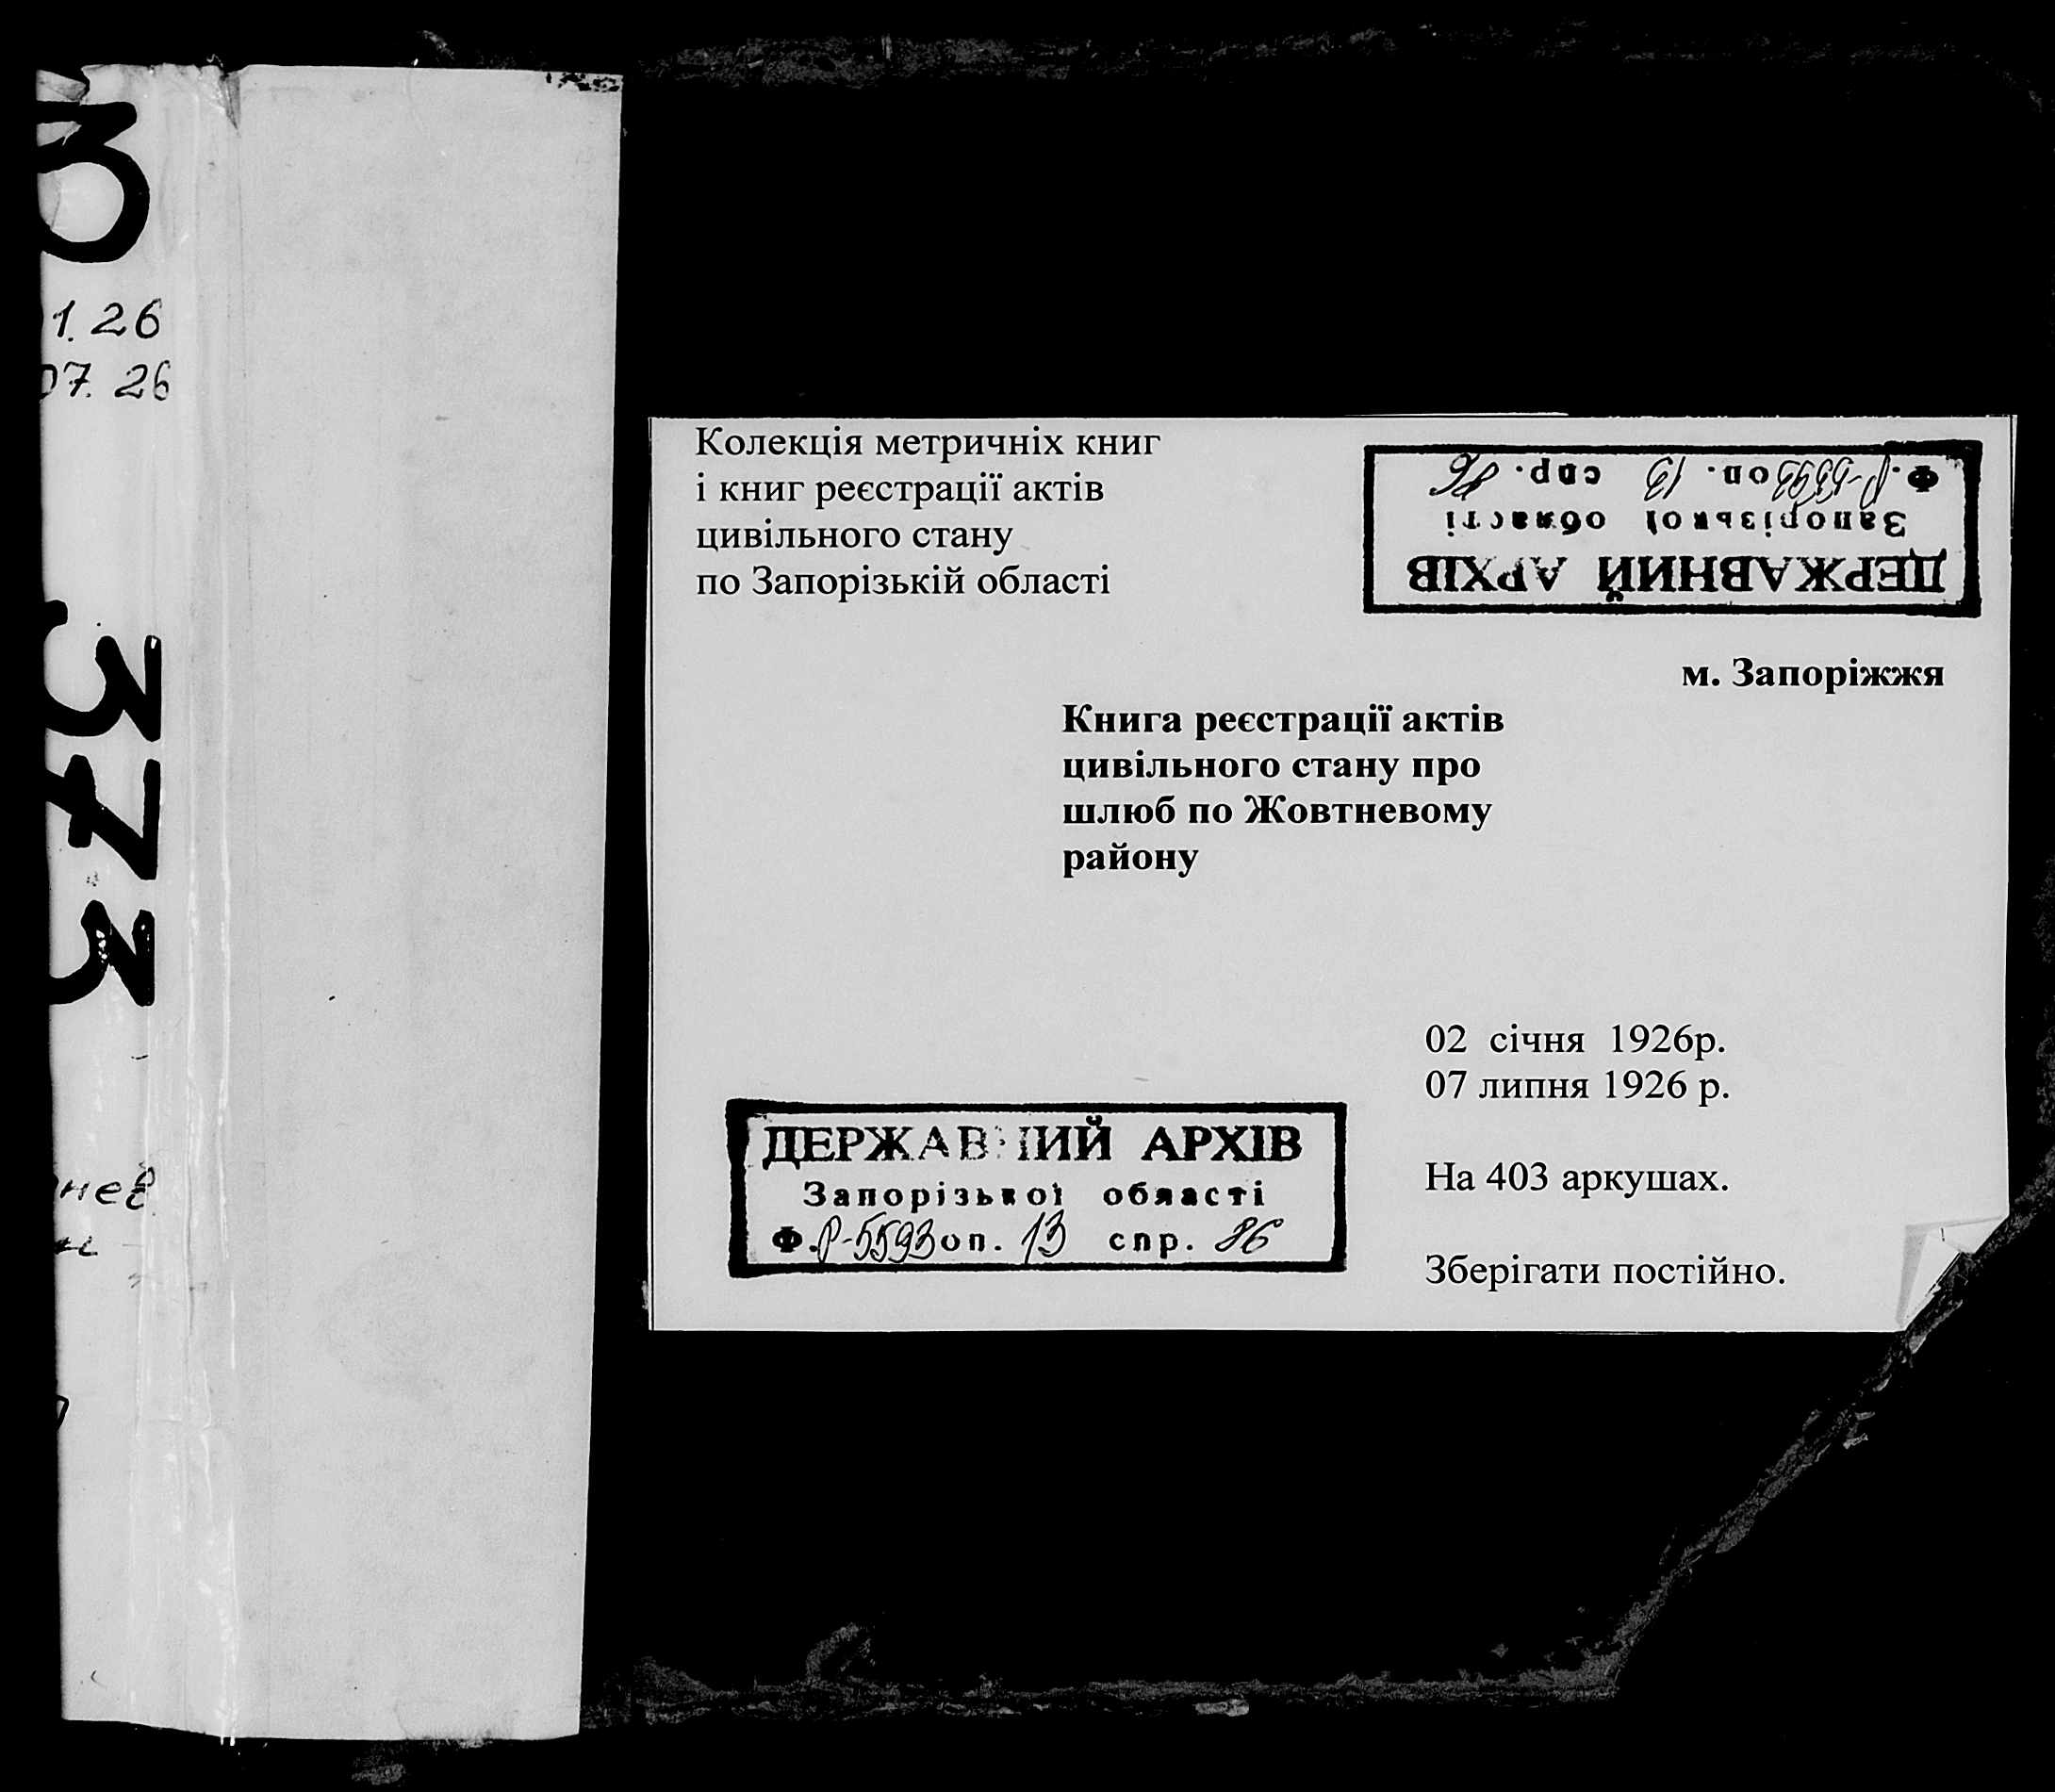 3
1.26
07.26
373
нев
Колекція метричніх книг
і книг реєстрації актів
цивільного стану
по Запорізькій області
ДЕРЖАВНИЙ АРХІВ
Запорізької області
Ф.Р-5593 оп. 13 спр. 86
м. Запоріжжя
Книга реєстрації актів
цивільного стану про
шлюб по Жовтневому
району
02 січня 1926р.
07 липня 1926 р.
На 403 аркушах.
Зберігати постійно.
ДЕРЖАВНИЙ АРХІВ
Запорізької області
Ф.Р-5593 оп. 13 спр. 86